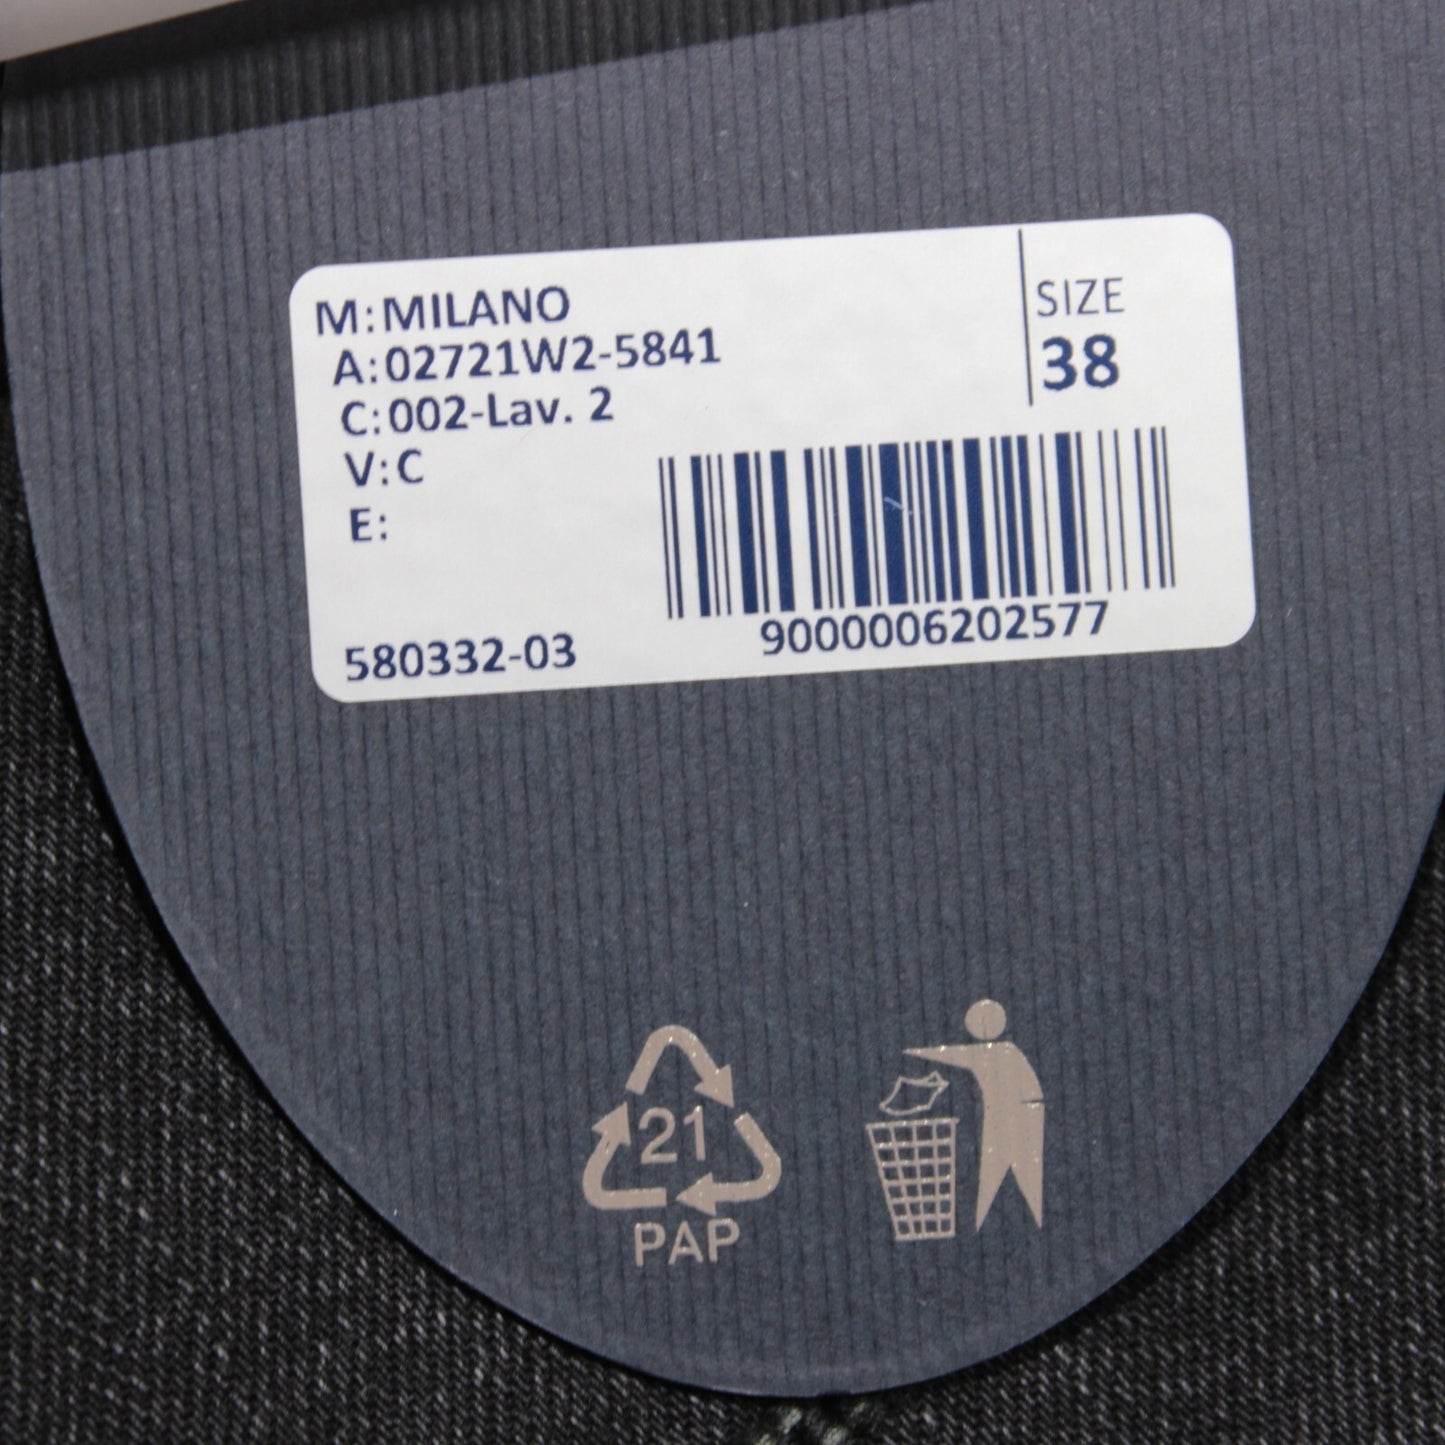 M:MILANO
A:02721W2-5841
C:002-Lav. 2
V:C
E:
SIZE
38
580332-03
9000006202577
21
PAP